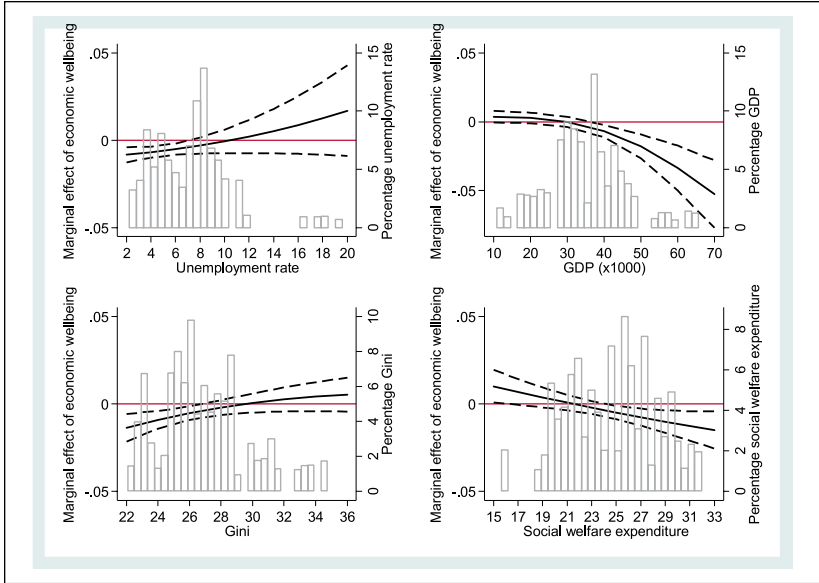 Marginal effect of economic wellbeing
.05
0
-.05
15
10
5
0
Percentage unemployment rate
2 4 6 8 10 12 14 16 18 20
Unemployment rate
Marginal effect of economic wellbeing
.05
0
-.05
15
10
5
0
Percentage GDP
10 20 30 40 50 60 70
GDP (x1000)
Marginal effect of economic wellbeing
.05
0
-.05
10
8
6
4
2
0
Percentage Gini
22 24 26 28 30 32 34 36
Gini
Marginal effect of economic wellbeing
.05
0
-.05
8
6
4
2
0
Percentage social welfare expenditure
15 17 19 21 23 25 27 29 31 33
Social welfare expenditure